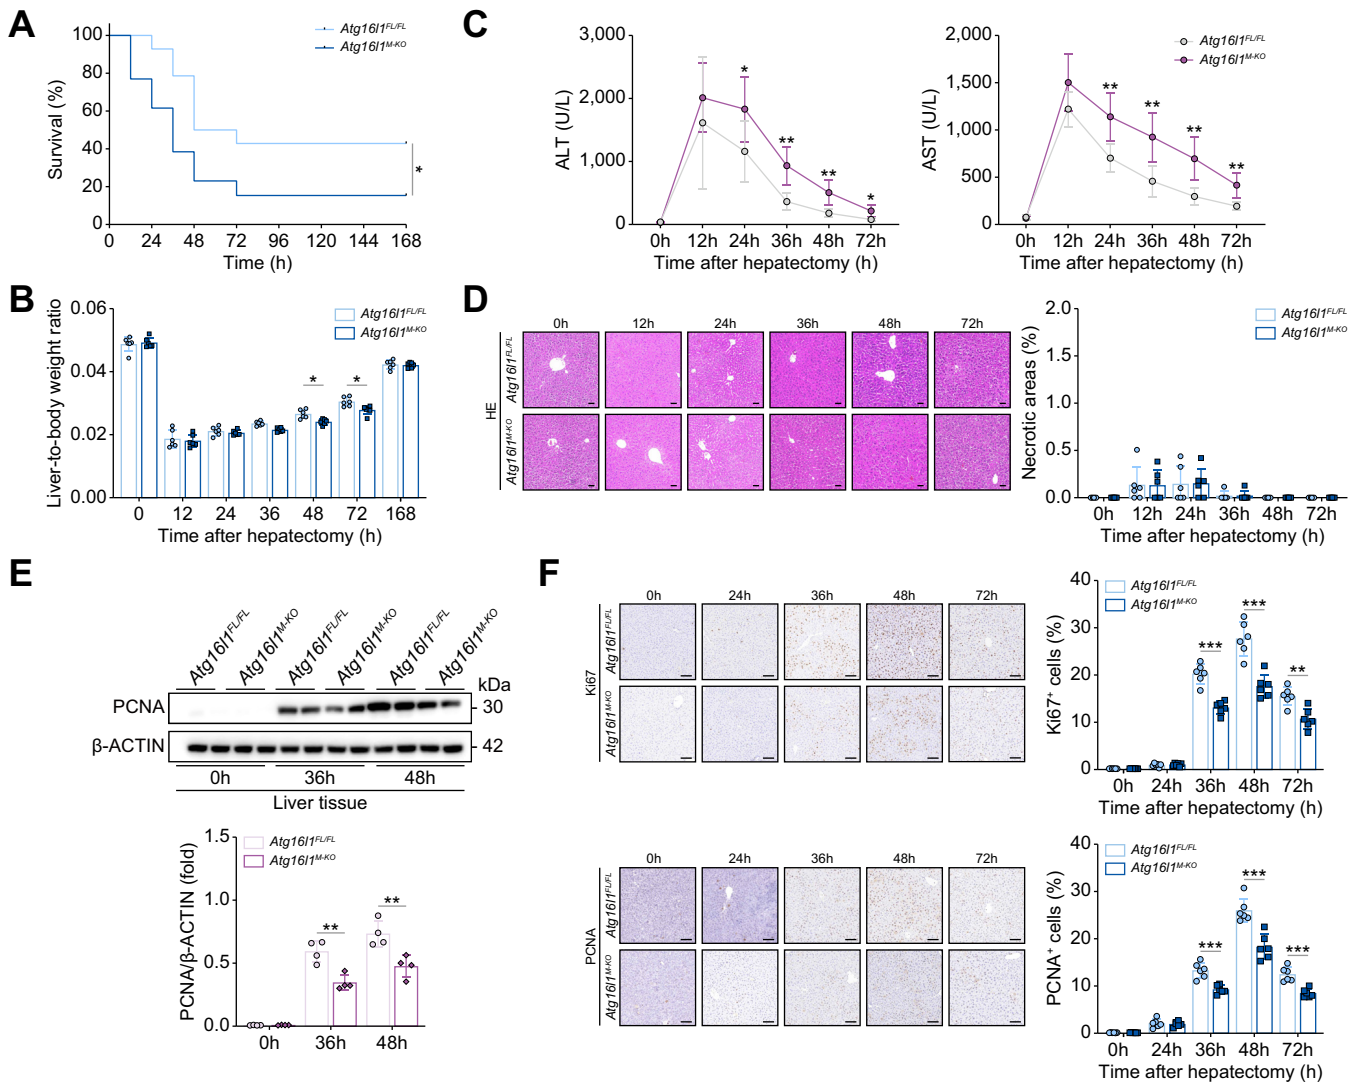 A
Survival (%)
100
80
60
40
20
0
0 24 48 72 96 120 144 168
Time (h)
Atg16l1FL/FL
Atg16l1M-KO
*
B
Liver-to-body weight ratio
0.06
0.04
0.02
0.00
0 12 24 36 48 72 168
Time after hepatectomy (h)
Atg16l1FL/FL
Atg16l1M-KO
* *
C
ALT (U/L)
3,000
2,000
1,000
0
0h 12h 24h 36h 48h 72h
Time after hepatectomy (h)
* ** ** *
AST (U/L)
2,000
1,500
1,000
500
0
0h 12h 24h 36h 48h 72h
Time after hepatectomy (h)
Atg16l1FL/FL
Atg16l1M-KO
** ** ** **
D
0h 12h 24h 36h 48h 72h
HE
Atg16l1FL/FL
Atg16l1M-KO
Necrotic areas (%)
2.0
1.5
1.0
0.5
0.0
0h 12h 24h 36h 48h 72h
Time after hepatectomy (h)
Atg16l1FL/FL
Atg16l1M-KO
E
Atg16l1FL/FL Atg16l1M-KO Atg16l1FL/FL Atg16l1M-KO Atg16l1FL/FL Atg16l1M-KO
kDa
PCNA 30
β-ACTIN 42
0h 36h 48h
Liver tissue
PCNA/β-ACTIN (fold)
1.5
1.0
0.5
0.0
0h 36h 48h
Atg16l1FL/FL
Atg16l1M-KO
** **
F
0h 24h 36h 48h 72h
Ki67
Atg16l1FL/FL
Atg16l1M-KO
Ki67+ cells (%)
40
30
20
10
0
0h 24h 36h 48h 72h
Time after hepatectomy (h)
Atg16l1FL/FL
Atg16l1M-KO
*** *** **
0h 24h 36h 48h 72h
PCNA
Atg16l1FL/FL
Atg16l1M-KO
PCNA+ cells (%)
40
30
20
10
0
0h 24h 36h 48h 72h
Time after hepatectomy (h)
Atg16l1FL/FL
Atg16l1M-KO
*** *** ***